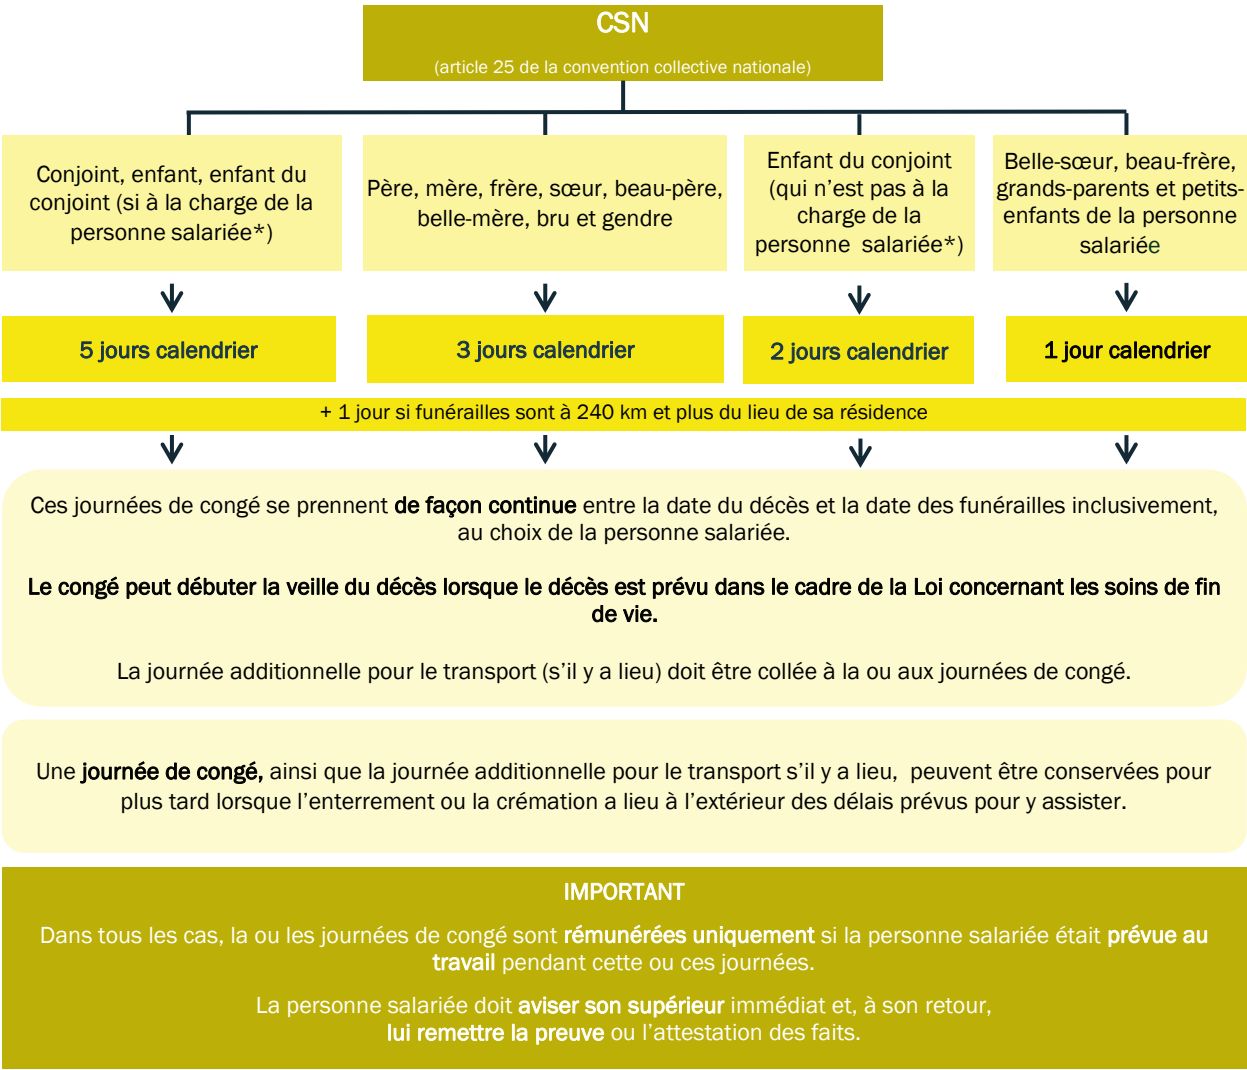 CSN
(article 25 de la convention collective nationale)
Conjoint, enfant, enfant du
conjoint (si à la charge de la
personne salariée*)
Père, mère, frère, sœur, beau-père,
belle-mère, bru et gendre
Enfant du conjoint
(qui n’est pas à la
charge de la
personne salariée*)
Belle-sœur, beau-frère,
grands-parents et petits-
enfants de la personne
salariée
5 jours calendrier
3 jours calendrier
2 jours calendrier
1 jour calendrier
+ 1 jour si funérailles sont à 240 km et plus du lieu de sa résidence
Ces journées de congé se prennent de façon continue entre la date du décès et la date des funérailles inclusivement,
au choix de la personne salariée.
Le congé peut débuter la veille du décès lorsque le décès est prévu dans le cadre de la Loi concernant les soins de fin
de vie.
La journée additionnelle pour le transport (s’il y a lieu) doit être collée à la ou aux journées de congé.
Une journée de congé, ainsi que la journée additionnelle pour le transport s’il y a lieu, peuvent être conservées pour
plus tard lorsque l’enterrement ou la crémation a lieu à l’extérieur des délais prévus pour y assister.
IMPORTANT
Dans tous les cas, la ou les journées de congé sont rémunérées uniquement si la personne salariée était prévue au
travail pendant cette ou ces journées.
La personne salariée doit aviser son supérieur immédiat et, à son retour,
lui remettre la preuve ou l’attestation des faits.